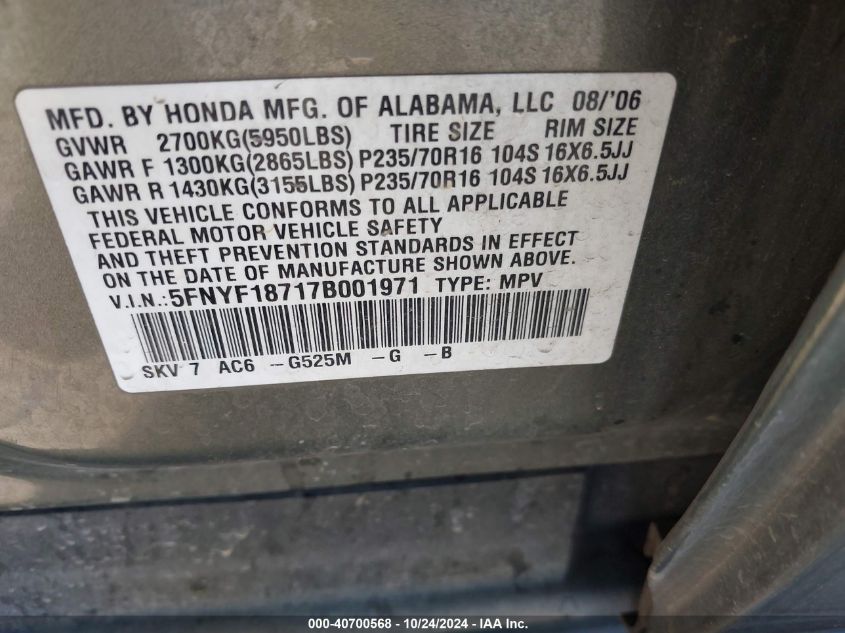 MFD. BY HONDA MFG. OF ALABAMA, LLC 08/'06
GVWR 2700KG(5950LBS) TIRE SIZE RIM SIZE
GAWR F 1300KG(2865LBS) P235/70R16 104S 16X6.5JJ
GAWR R 1430KG(3155LBS) P235/70R16 104S 16X6.5JJ
THIS VEHICLE CONFORMS TO ALL APPLICABLE
FEDERAL MOTOR VEHICLE SAFETY
AND THEFT PREVENTION STANDARDS IN EFFECT
ON THE DATE OF MANUFACTURE SHOWN ABOVE.
V.I.N.: 5FNYF18717B001971 TYPE: MPV
SKV 7 AC6 -G525M -G -B
000-40700568 - 10/24/2024 - IAA Inc.